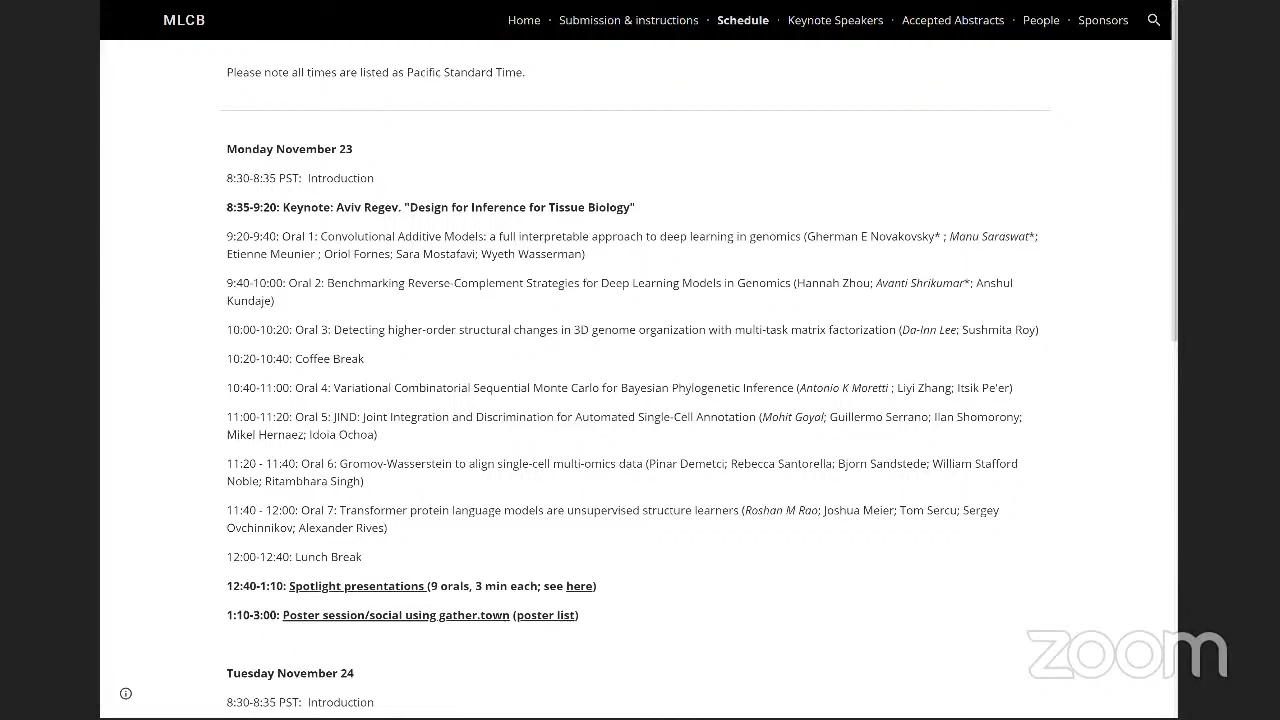 MLCB
Home · Submission & instructions · Schedule · Keynote Speakers · Accepted Abstracts · People · Sponsors
Please note all times are listed as Pacific Standard Time.
Monday November 23
8:30-8:35 PST:  Introduction
8:35-9:20: Keynote: Aviv Regev. "Design for Inference for Tissue Biology"
9:20-9:40: Oral 1: Convolutional Additive Models: a full interpretable approach to deep learning in genomics (Gherman E Novakovsky* ; Manu Saraswat*;
Etienne Meunier ; Oriol Fornes; Sara Mostafavi; Wyeth Wasserman)
9:40-10:00: Oral 2: Benchmarking Reverse-Complement Strategies for Deep Learning Models in Genomics (Hannah Zhou; Avanti Shrikumar*; Anshul
Kundaje)
10:00-10:20: Oral 3: Detecting higher-order structural changes in 3D genome organization with multi-task matrix factorization (Da-Inn Lee; Sushmita Roy)
10:20-10:40: Coffee Break
10:40-11:00: Oral 4: Variational Combinatorial Sequential Monte Carlo for Bayesian Phylogenetic Inference (Antonio K Moretti ; Liyi Zhang; Itsik Pe'er)
11:00-11:20: Oral 5: JIND: Joint Integration and Discrimination for Automated Single-Cell Annotation (Mohit Goyal; Guillermo Serrano; Ilan Shomorony;
Mikel Hernaez; Idoia Ochoa)
11:20 - 11:40: Oral 6: Gromov-Wasserstein to align single-cell multi-omics data (Pinar Demetci; Rebecca Santorella; Bjorn Sandstede; William Stafford
Noble; Ritambhara Singh)
11:40 - 12:00: Oral 7: Transformer protein language models are unsupervised structure learners (Roshan M Rao; Joshua Meier; Tom Sercu; Sergey
Ovchinnikov; Alexander Rives)
12:00-12:40: Lunch Break
12:40-1:10: Spotlight presentations (9 orals, 3 min each; see here)
1:10-3:00: Poster session/social using gather.town (poster list)
zoom
Tuesday November 24
8:30-8:35 PST:  Introduction